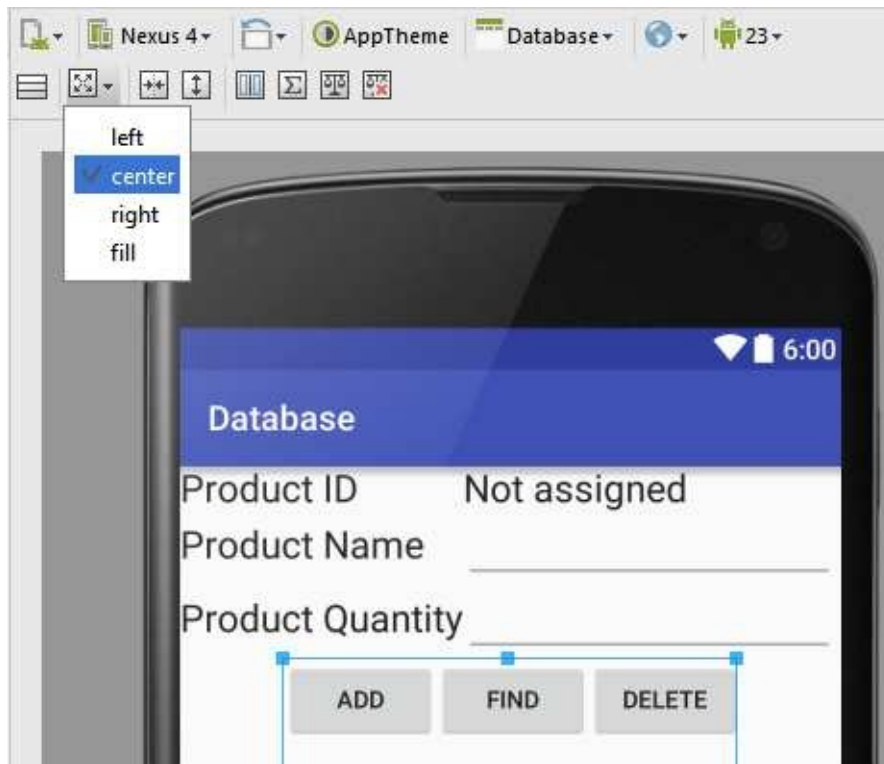 Nexus 4 AppTheme Database 23
left
center
right
fill
6:00
Database
Product ID Not assigned
Product Name
Product Quantity
ADD FIND DELETE